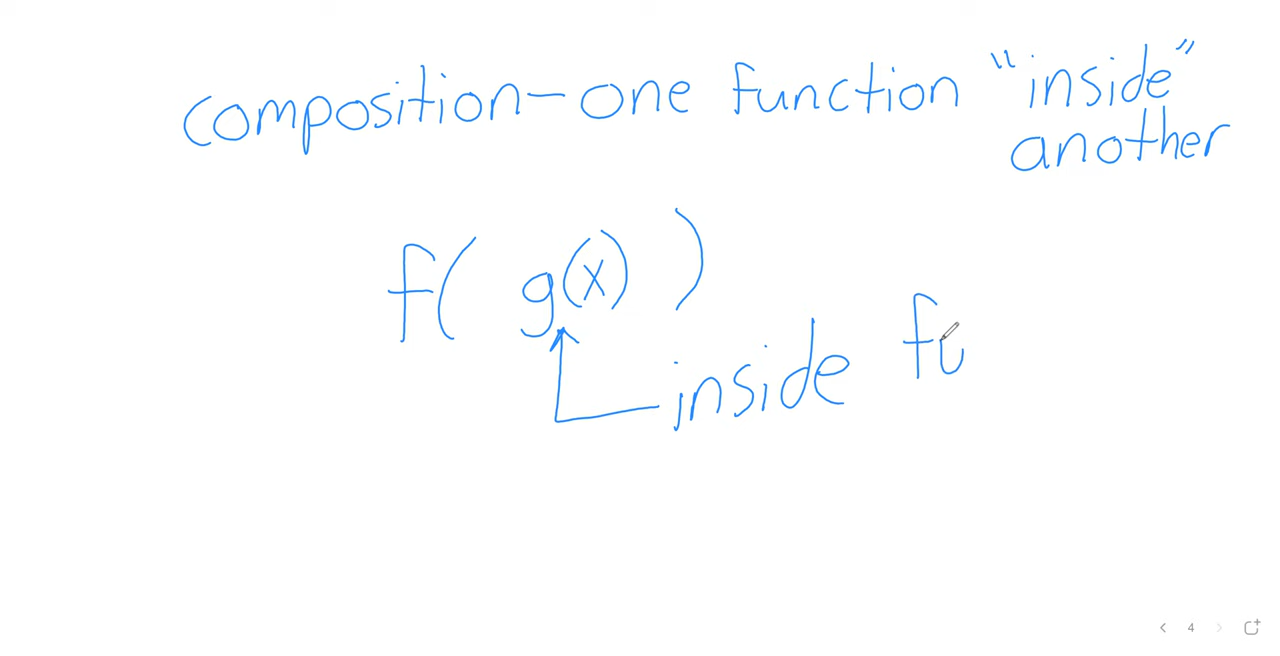 composition – one function "inside"
another
f( g(x) )
inside fu
4